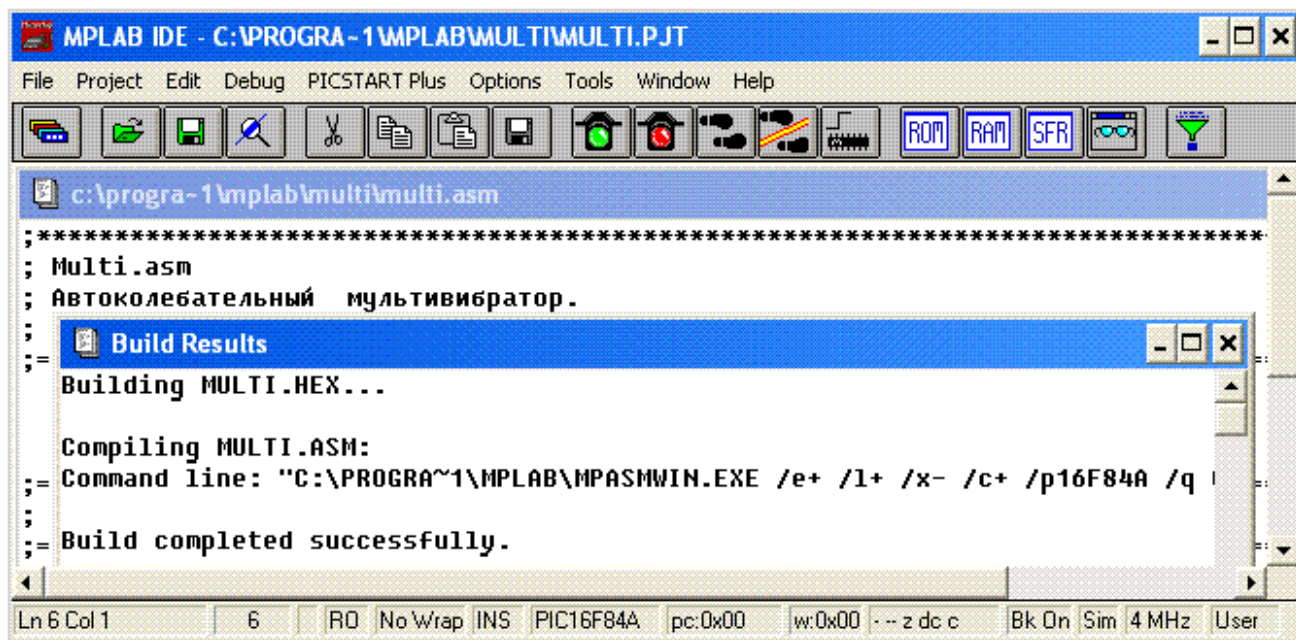 MPLAB IDE - C:\PROGRA~1\MPLAB\MULTI\MULTI.PJT
File Project Edit Debug PICSTART Plus Options Tools Window Help
ROM RAM SFR
c:\progra~1\mplab\multi\multi.asm
;*******************************************************************************
; Multi.asm
; Автоколебательный мультивибратор.
;
Build Results
;=
Building MULTI.HEX...
Compiling MULTI.ASM:
;= Command line: "C:\PROGRA~1\MPLAB\MPASMWIN.EXE /e+ /l+ /x- /c+ /p16F84A /q
;
;= Build completed successfully.
Ln 6 Col 1 6 RO No Wrap INS PIC16F84A pc:0x00 w:0x00 - -- z dc c Bk On Sim 4 MHz User